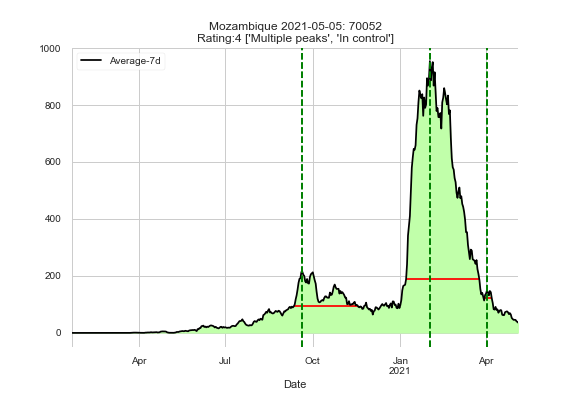 Mozambique 2021-05-05: 70052
Rating:4 ['Multiple peaks', 'In control']
Average-7d
1000
800
600
400
200
0
Apr
Jul
Oct
Jan
2021
Apr
Date